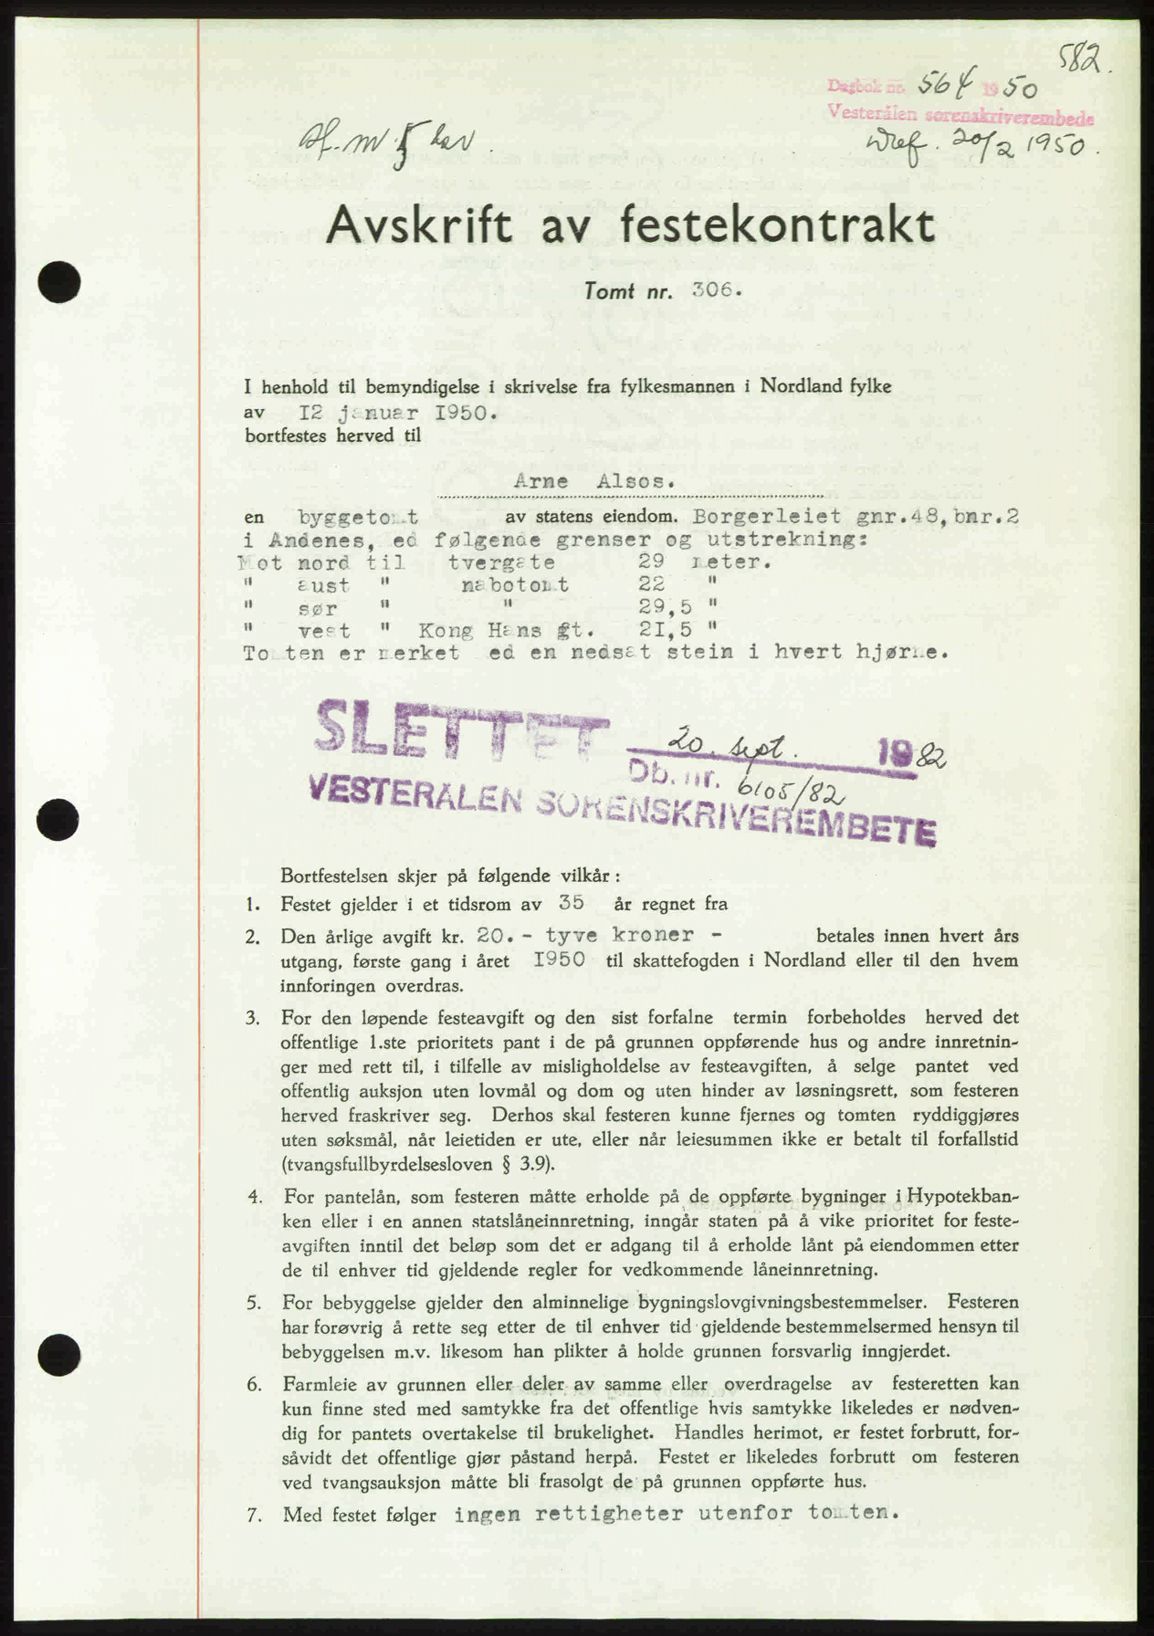 582.
Dagbok nr. 564 1950
Vesterålen sorenskriverembede
20/2 1950.
Avskrift av festekontrakt
Tomt nr. 306.
I henhold til bemyndigelse i skrivelse fra fylkesmannen i Nordland fylke
av 12 januar 1950.
bortfestes herved til
Arne Alsos.
en byggetomt av statens eiendom. Borgerleiet gnr.48, bnr.2
i Andenes, med følgende grenser og utstrekning:
Mot nord til tvergate 29 meter.
" aust " nabotomt 22 "
" sør " " 29,5 "
" vest " Kong Hans gt. 21,5 "
Tomten er merket med en nedsat stein i hvert hjørne.
SLETTET 20. sept. 1982
Db. nr. 6105/82
VESTERÅLEN SORENSKRIVEREMBETE
Bortfestelsen skjer på følgende vilkår:
1. Festet gjelder i et tidsrom av 35 år regnet fra
2. Den årlige avgift kr. 20.- tyve kroner - betales innen hvert års
utgang, første gang i året 1950 til skattefogden i Nordland eller til den hvem
innforingen overdras.
3. For den løpende festeavgift og den sist forfalne termin forbeholdes herved det
offentlige 1.ste prioritets pant i de på grunnen oppførende hus og andre innretnin-
ger med rett til, i tilfelle av misligholdelse av festeavgiften, å selge pantet ved
offentlig auksjon uten lovmål og dom og uten hinder av løsningsrett, som festeren
herved fraskriver seg. Derhos skal festeren kunne fjernes og tomten ryddiggjøres
uten søksmål, når leietiden er ute, eller når leiesummen ikke er betalt til forfallstid
(tvangsfullbyrdelsesloven § 3.9).
4. For pantelån, som festeren måtte erholde på de oppførte bygninger i Hypotekban-
ken eller i en annen statslåneinnretning, inngår staten på å vike prioritet for feste-
avgiften inntil det beløp som det er adgang til å erholde lånt på eiendommen etter
de til enhver tid gjeldende regler for vedkommende låneinnretning.
5. For bebyggelse gjelder den alminnelige bygningslovgivningsbestemmelser. Festeren
har forøvrig å rette seg etter de til enhver tid gjeldende bestemmelsermed hensyn til
bebyggelsen m.v. likesom han plikter å holde grunnen forsvarlig inngjerdet.
6. Farmleie av grunnen eller deler av samme eller overdragelse av festeretten kan
kun finne sted med samtykke fra det offentlige hvis samtykke likeledes er nødven-
dig for pantets overtakelse til brukelighet. Handles herimot, er festet forbrutt, for-
såvidt det offentlige gjør påstand herpå. Festet er likeledes forbrutt om festeren
ved tvangsauksjon måtte bli frasolgt de på grunnen oppførte hus.
7. Med festet følger ingen rettigheter utenfor tomten.